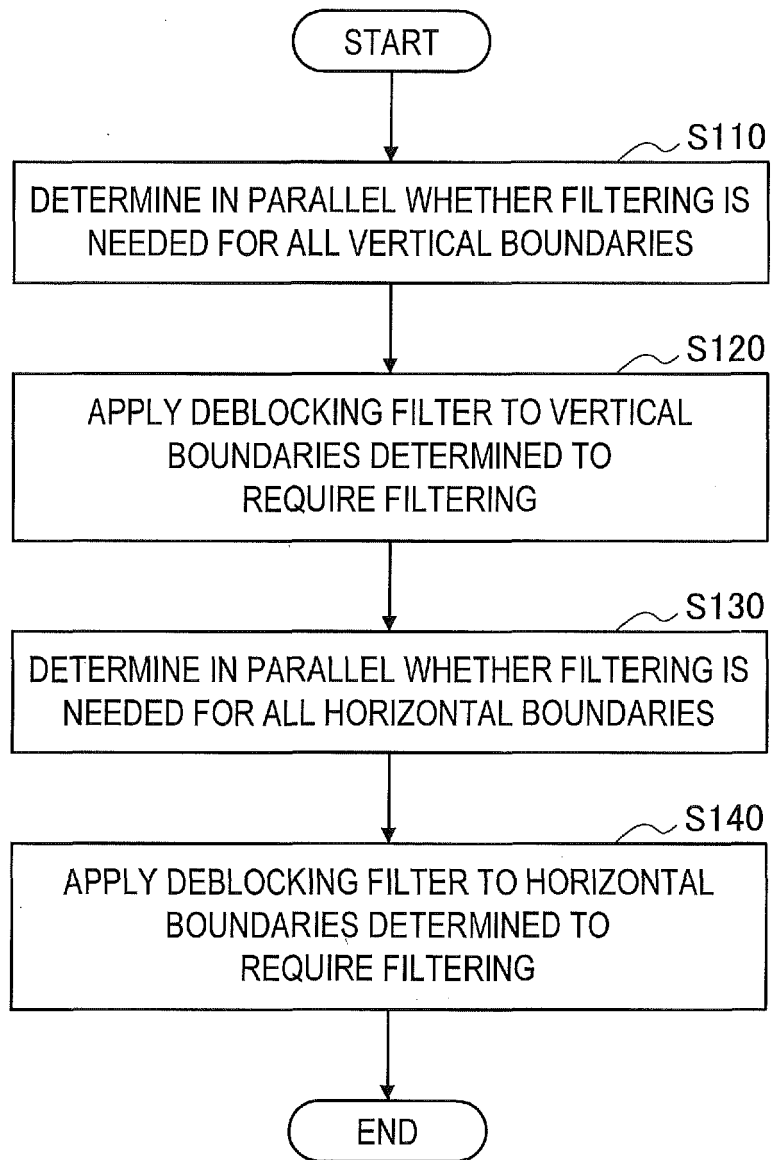 START
S110
DETERMINE IN PARALLEL WHETHER FILTERING IS
NEEDED FOR ALL VERTICAL BOUNDARIES
S120
APPLY DEBLOCKING FILTER TO VERTICAL
BOUNDARIES DETERMINED TO
REQUIRE FILTERING
S130
DETERMINE IN PARALLEL WHETHER FILTERING IS
NEEDED FOR ALL HORIZONTAL BOUNDARIES
S140
APPLY DEBLOCKING FILTER TO HORIZONTAL
BOUNDARIES DETERMINED TO
REQUIRE FILTERING
END